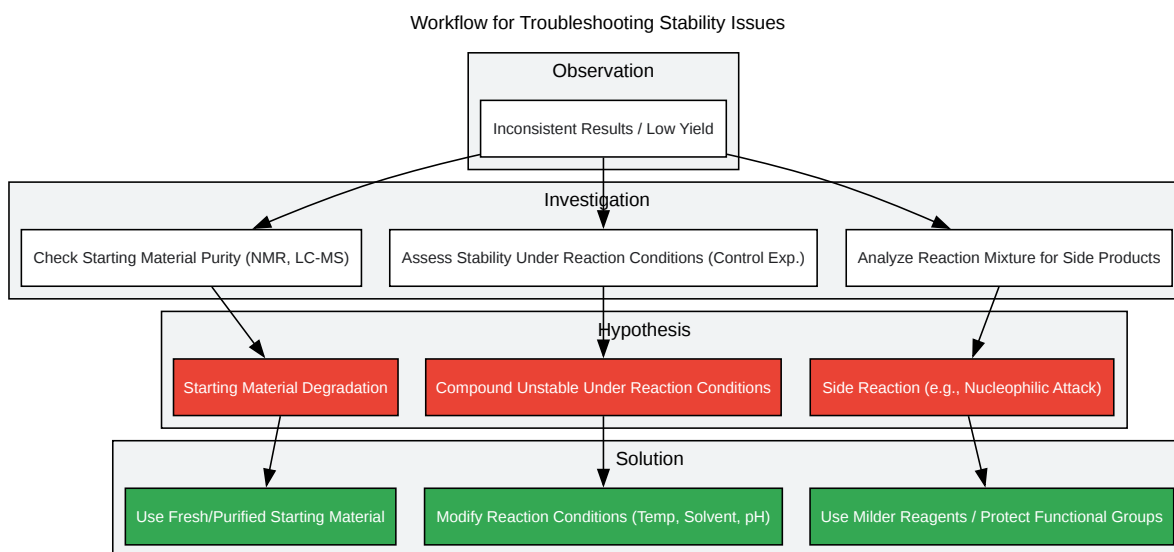 Workflow for Troubleshooting Stability Issues
Observation
Inconsistent Results / Low Yield
Investigation
Check Starting Material Purity (NMR, LC-MS)
Assess Stability Under Reaction Conditions (Control Exp.)
Analyze Reaction Mixture for Side Products
Hypothesis
Starting Material Degradation
Compound Unstable Under Reaction Conditions
Side Reaction (e.g., Nucleophilic Attack)
Solution
Use Fresh/Purified Starting Material
Modify Reaction Conditions (Temp, Solvent, pH)
Use Milder Reagents / Protect Functional Groups